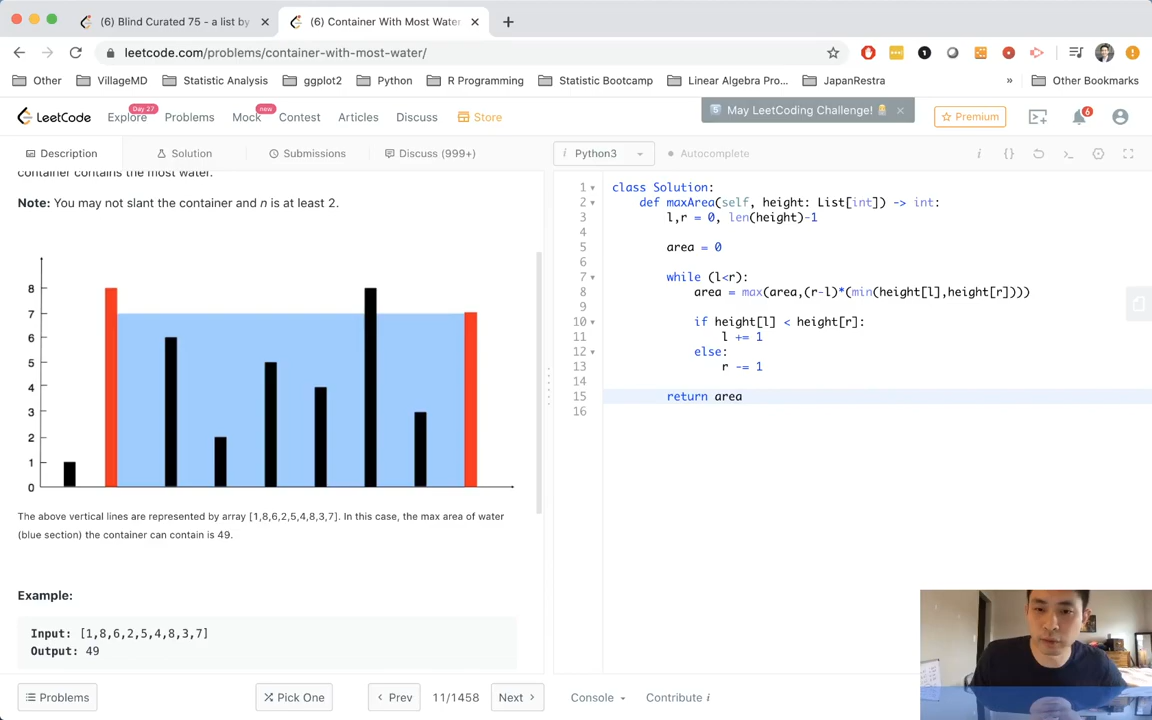 (6) Blind Curated 75 - a list by
(6) Container With Most Water
leetcode.com/problems/container-with-most-water/
Other VillageMD Statistic Analysis ggplot2 Python R Programming Statistic Bootcamp Linear Algebra Pro... JapanRestra » Other Bookmarks
LeetCode Explore Day 27 Problems Mock new Contest Articles Discuss Store
May LeetCoding Challenge!
Premium
6
Description Solution Submissions Discuss (999+)
i Python3 Autocomplete i {}
container contains the most water.
Note: You may not slant the container and n is at least 2.
8
7
6
5
4
3
2
1
0
The above vertical lines are represented by array [1,8,6,2,5,4,8,3,7]. In this case, the max area of water
(blue section) the container can contain is 49.
Example:
Input: [1,8,6,2,5,4,8,3,7]
Output: 49
1 class Solution:
2 def maxArea(self, height: List[int]) -> int:
3 l,r = 0, len(height)-1
4
5 area = 0
6
7 while (l<r):
8 area = max(area,(r-l)*(min(height[l],height[r])))
9
10 if height[l] < height[r]:
11 l += 1
12 else:
13 r -= 1
14
15 return area
16
Problems Pick One Prev 11/1458 Next Console Contribute i